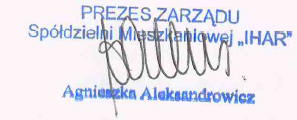 PREZES ZARZĄDU
Spółdzielni Mieszkaniowej „IHAR"
Agnieszka Aleksandrowicz